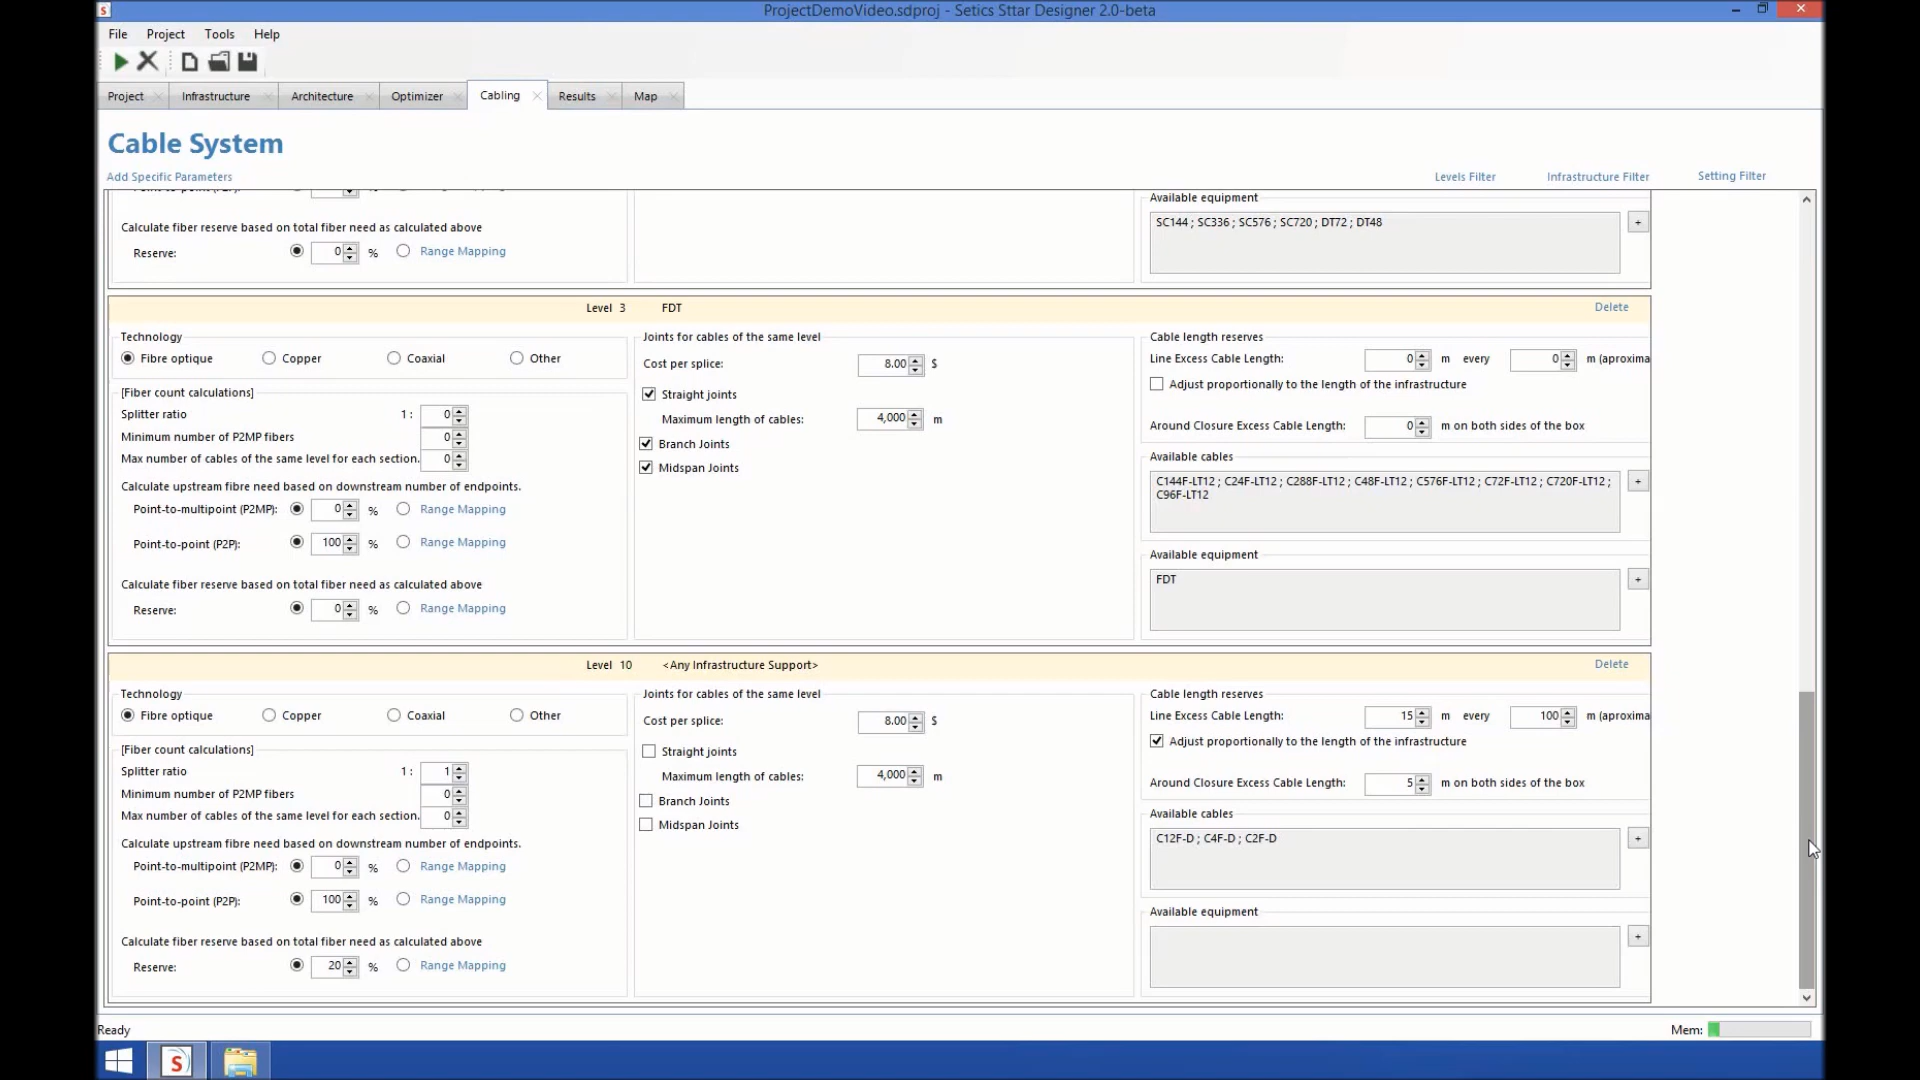 ProjectDemoVideo.sdproj - Setics Sttar Designer 2.0-beta
File Project Tools Help
Project Infrastructure Architecture Optimizer Cabling Results Map
Cable System
Add Specific Parameters Levels Filter Infrastructure Filter Setting Filter
Calculate fiber reserve based on total fiber need as calculated above
Reserve: 0 % Range Mapping
Available equipment
SC144 ; SC336 ; SC576 ; SC720 ; DT72 ; DT48
+
Level 3 FDT Delete
Technology
Fibre optique Copper Coaxial Other
[Fiber count calculations]
Splitter ratio 1 : 0
Minimum number of P2MP fibers 0
Max number of cables of the same level for each section. 0
Calculate upstream fibre need based on downstream number of endpoints.
Point-to-multipoint (P2MP): 0 % Range Mapping
Point-to-point (P2P): 100 % Range Mapping
Calculate fiber reserve based on total fiber need as calculated above
Reserve: 0 % Range Mapping
Joints for cables of the same level
Cost per splice: 8.00 $
Straight joints
Maximum length of cables: 4,000 m
Branch Joints
Midspan Joints
Cable length reserves
Line Excess Cable Length: 0 m every 0 m (aproxima
Adjust proportionally to the length of the infrastructure
Around Closure Excess Cable Length: 0 m on both sides of the box
Available cables
C144F-LT12 ; C24F-LT12 ; C288F-LT12 ; C48F-LT12 ; C576F-LT12 ; C72F-LT12 ; C720F-LT12 ;
C96F-LT12
+
Available equipment
FDT
+
Level 10 <Any Infrastructure Support> Delete
Technology
Fibre optique Copper Coaxial Other
[Fiber count calculations]
Splitter ratio 1 : 1
Minimum number of P2MP fibers 0
Max number of cables of the same level for each section. 0
Calculate upstream fibre need based on downstream number of endpoints.
Point-to-multipoint (P2MP): 0 % Range Mapping
Point-to-point (P2P): 100 % Range Mapping
Calculate fiber reserve based on total fiber need as calculated above
Reserve: 20 % Range Mapping
Joints for cables of the same level
Cost per splice: 8.00 $
Straight joints
Maximum length of cables: 4,000 m
Branch Joints
Midspan Joints
Cable length reserves
Line Excess Cable Length: 15 m every 100 m (aproxima
Adjust proportionally to the length of the infrastructure
Around Closure Excess Cable Length: 5 m on both sides of the box
Available cables
C12F-D ; C4F-D ; C2F-D
+
Available equipment
+
Ready Mem:
S